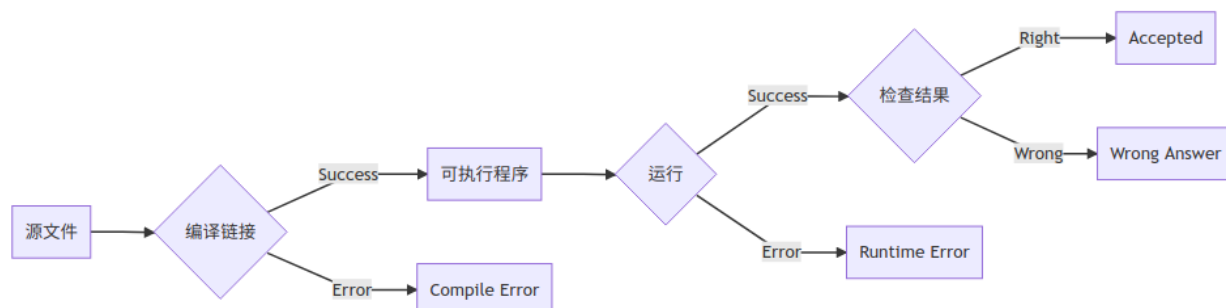 源文件
编译链接
Success
可执行程序
Error
Compile Error
运行
Success
检查结果
Right
Accepted
Wrong
Wrong Answer
Error
Runtime Error